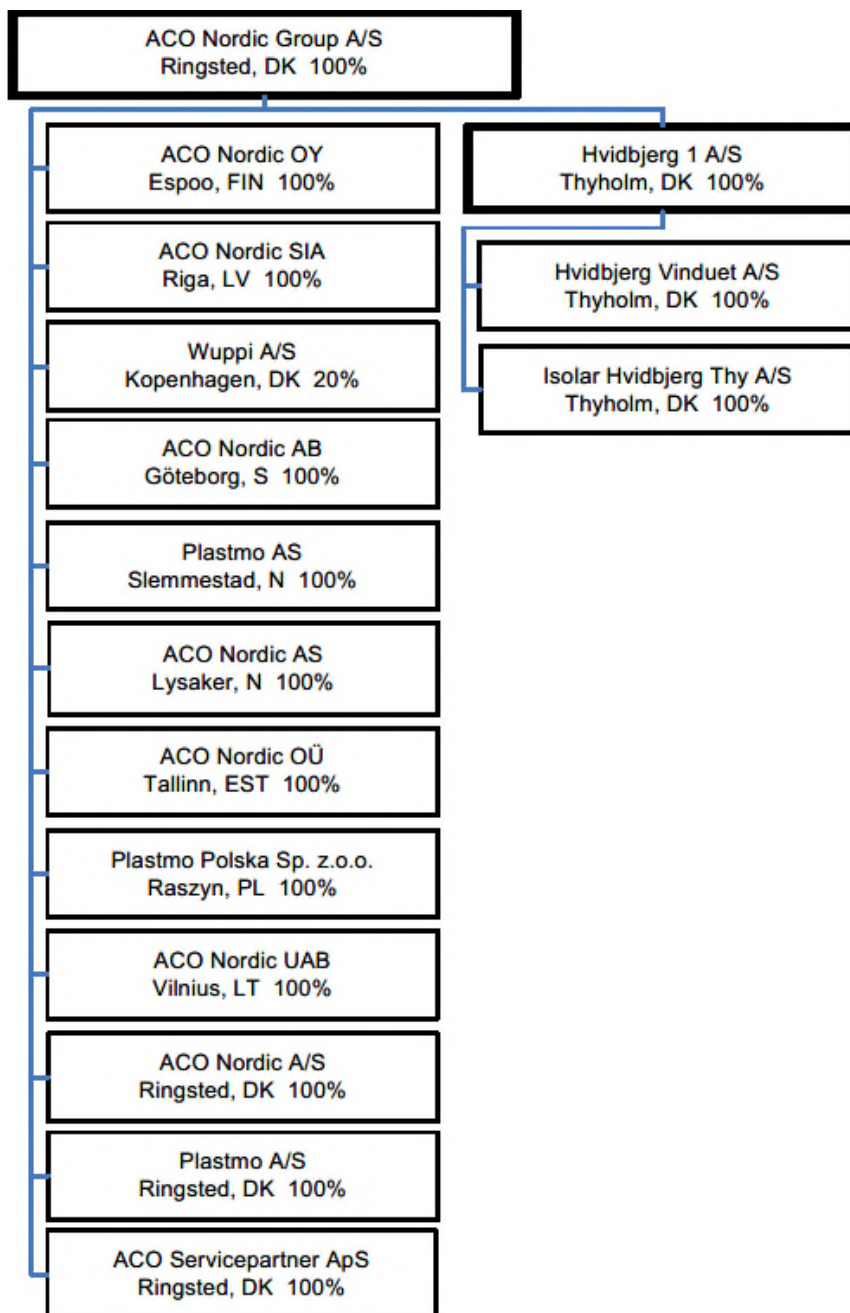 ACO Nordic Group A/S
Ringsted, DK 100%
ACO Nordic OY
Espoo, FIN 100%
ACO Nordic SIA
Riga, LV 100%
Wuppi A/S
Kopenhagen, DK 20%
ACO Nordic AB
Göteborg, S 100%
Plastmo AS
Slemmestad, N 100%
ACO Nordic AS
Lysaker, N 100%
ACO Nordic OÜ
Tallinn, EST 100%
Plastmo Polska Sp. z.o.o.
Raszyn, PL 100%
ACO Nordic UAB
Vilnius, LT 100%
ACO Nordic A/S
Ringsted, DK 100%
Plastmo A/S
Ringsted, DK 100%
ACO Servicepartner ApS
Ringsted, DK 100%
Hvidbjerg 1 A/S
Thyholm, DK 100%
Hvidbjerg Vinduet A/S
Thyholm, DK 100%
Isolar Hvidbjerg Thy A/S
Thyholm, DK 100%